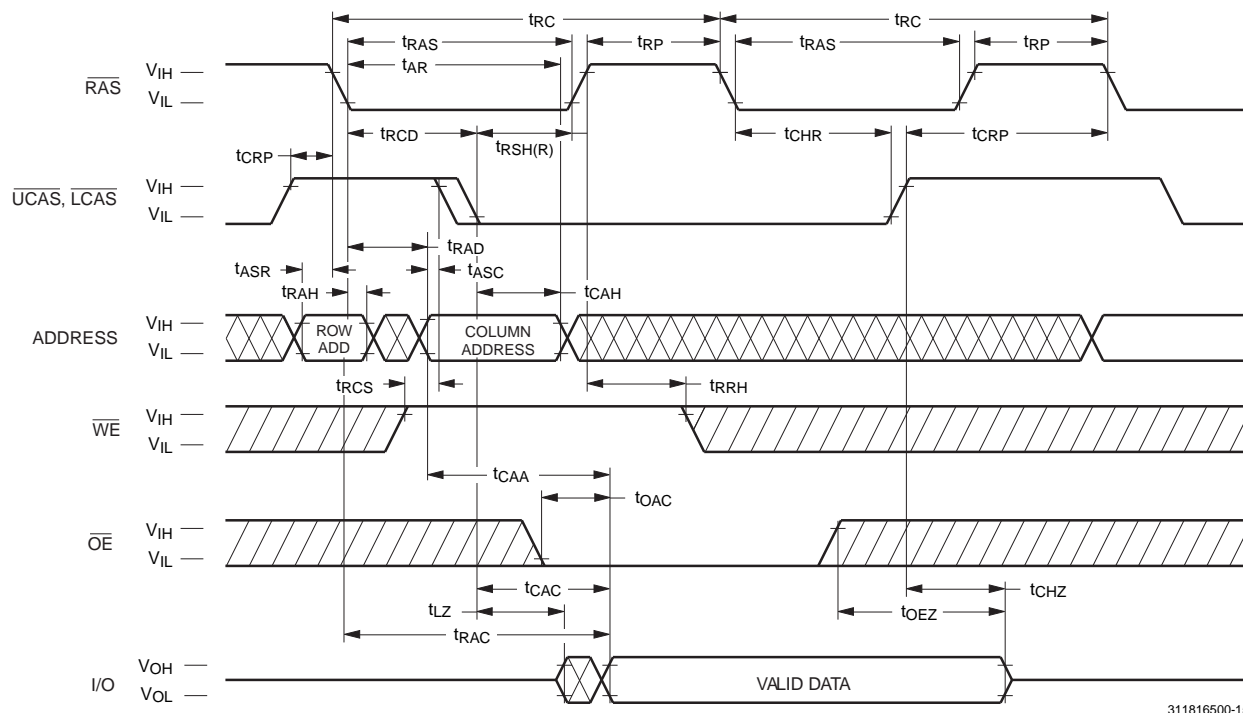 tRC tRC
tRAS tRP tRAS tRP
tAR
RAS VIH
VIL
tRCD tRSH(R) tCHR tCRP
tCRP
UCAS, LCAS VIH
VIL
tRAD
tASR tASC
tRAH tCAH
ADDRESS VIH
VIL
ROW ADD
COLUMN ADDRESS
tRCS tRRH
WE VIH
VIL
tCAA
tOAC
OE VIH
VIL
tCAC tCHZ
tLZ tOEZ
tRAC
I/O VOH
VOL
VALID DATA